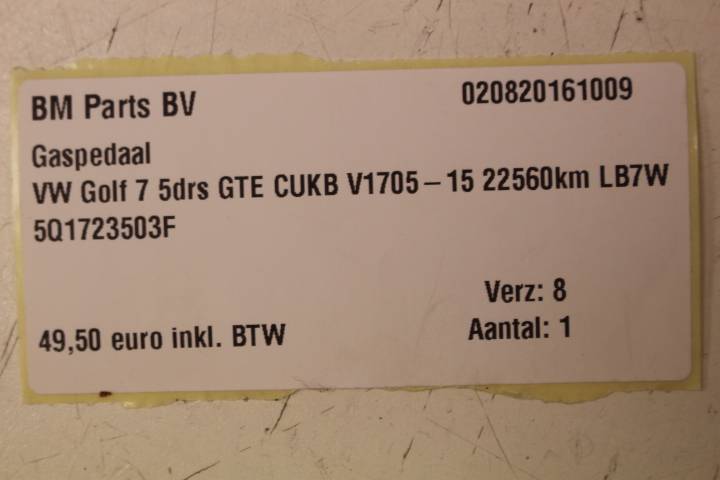 BM Parts BV 020820161009
Gaspedaal
VW Golf 7 5drs GTE CUKB V1705-15 22560km LB7W
5Q1723503F
Verz: 8
49,50 euro inkl. BTW Aantal: 1